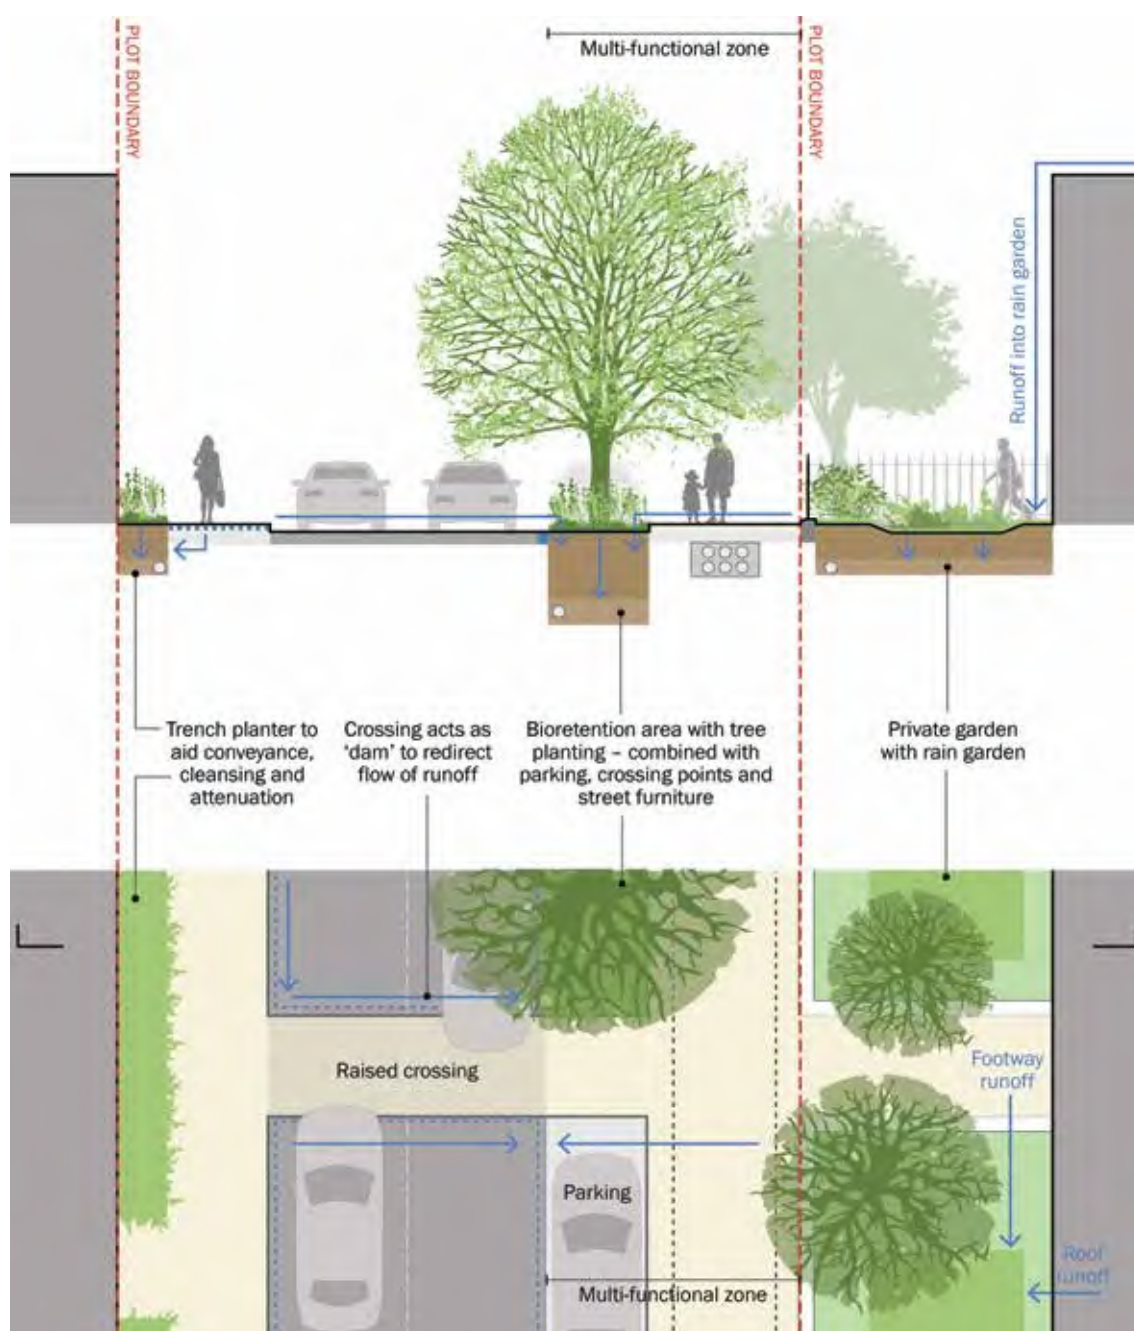 Multi-functional zone
PLOT BOUNDARY
PLOT BOUNDARY
Runoff into rain garden
Trench planter to
aid conveyance,
cleansing and
attenuation
Crossing acts as
‘dam’ to redirect
flow of runoff
Bioretention area with tree
planting – combined with
parking, crossing points and
street furniture
Private garden
with rain garden
Raised crossing
Footway
runoff
Parking
Roof
runoff
Multi-functional zone